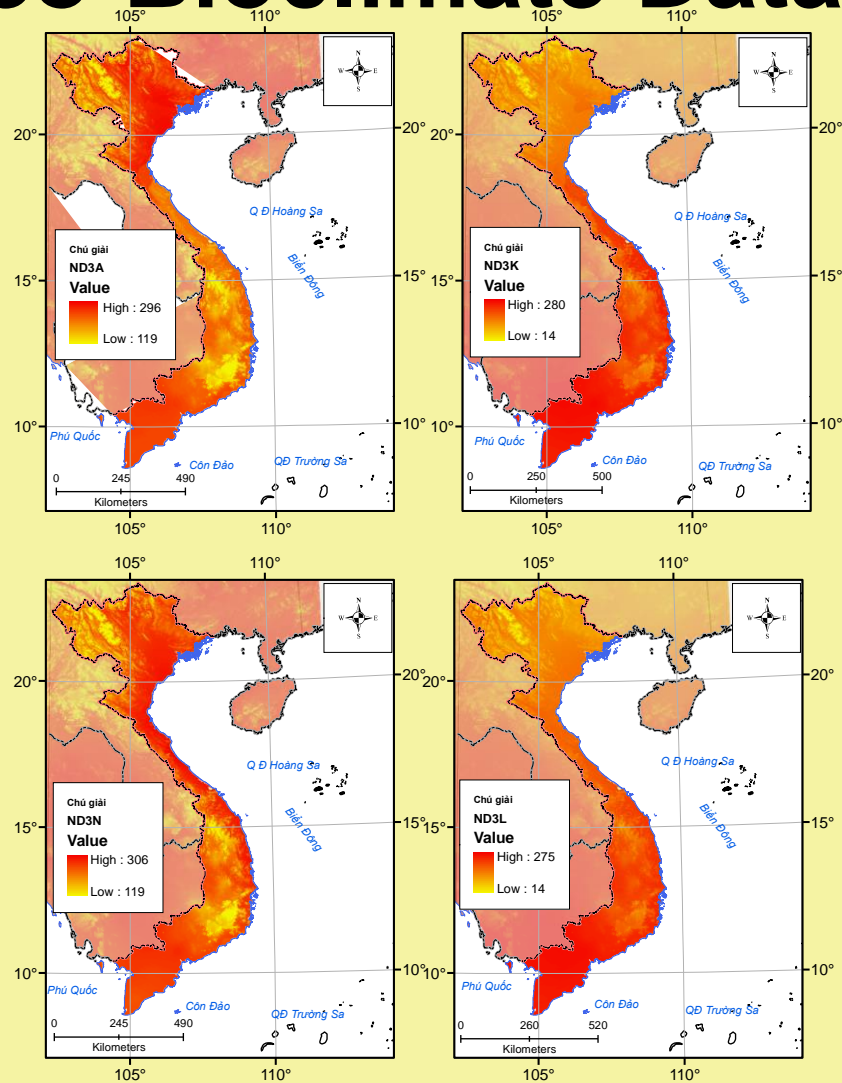 Bioclimate Data
105° 110°
N
W E
S
20° 20°
Q Đ Hoàng Sa
Biển Đông
Chú giải
ND3A
Value
High : 296
Low : 119
15° 15°
10° 10°
Phú Quốc
Côn Đảo
QĐ Trường Sa
0 245 490
Kilometers
105° 110°
105° 110°
N
W E
S
20° 20°
Q Đ Hoàng Sa
Biển Đông
Chú giải
ND3K
Value
High : 280
Low : 14
15° 15°
10° 10°
Phú Quốc
Côn Đảo
QĐ Trường Sa
0 250 500
Kilometers
105° 110°
105° 110°
N
W E
S
20° 20°
Q Đ Hoàng Sa
Biển Đông
Chú giải
ND3N
Value
High : 306
Low : 119
15° 15°
10° 10°
Phú Quốc
Côn Đảo
QĐ Trường Sa
0 245 490
Kilometers
105° 110°
105° 110°
N
W E
S
20° 20°
Q Đ Hoàng Sa
Biển Đông
Chú giải
ND3L
Value
High : 275
Low : 14
15° 15°
10° 10°
Phú Quốc
Côn Đảo
QĐ Trường Sa
0 260 520
Kilometers
105° 110°